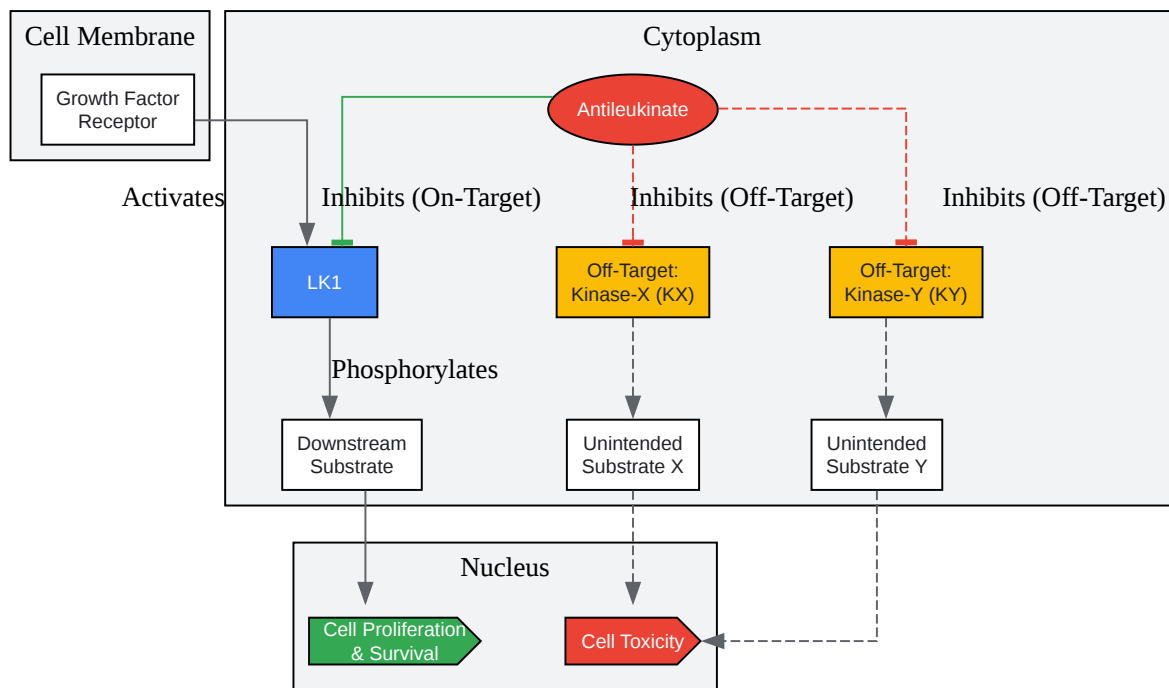 Cell Membrane
Cytoplasm
Growth Factor
Receptor
Antileukinate
Activates
Inhibits (On-Target)
Inhibits (Off-Target)
Inhibits (Off-Target)
LK1
Off-Target:
Kinase-X (KX)
Off-Target:
Kinase-Y (KY)
Phosphorylates
Downstream
Substrate
Unintended
Substrate X
Unintended
Substrate Y
Nucleus
Cell Proliferation
& Survival
Cell Toxicity